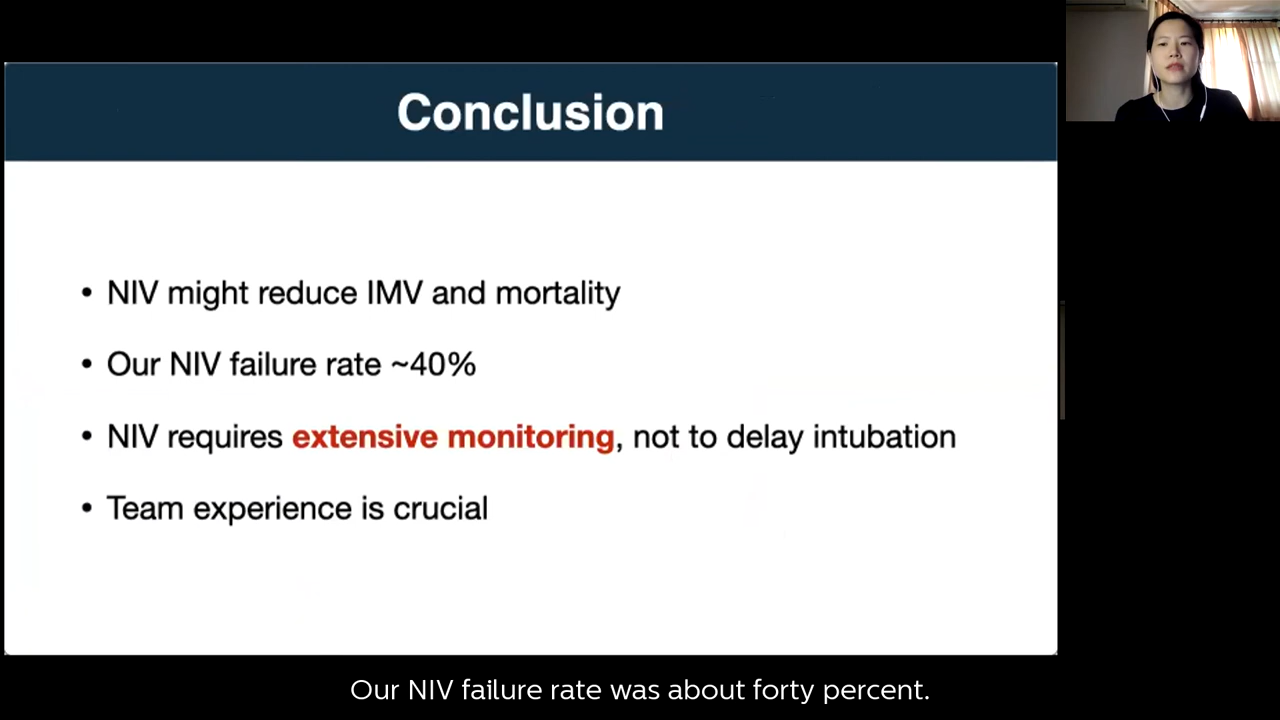 Conclusion
• NIV might reduce IMV and mortality
• Our NIV failure rate ~40%
• NIV requires extensive monitoring, not to delay intubation
• Team experience is crucial
Our NIV failure rate was about forty percent.